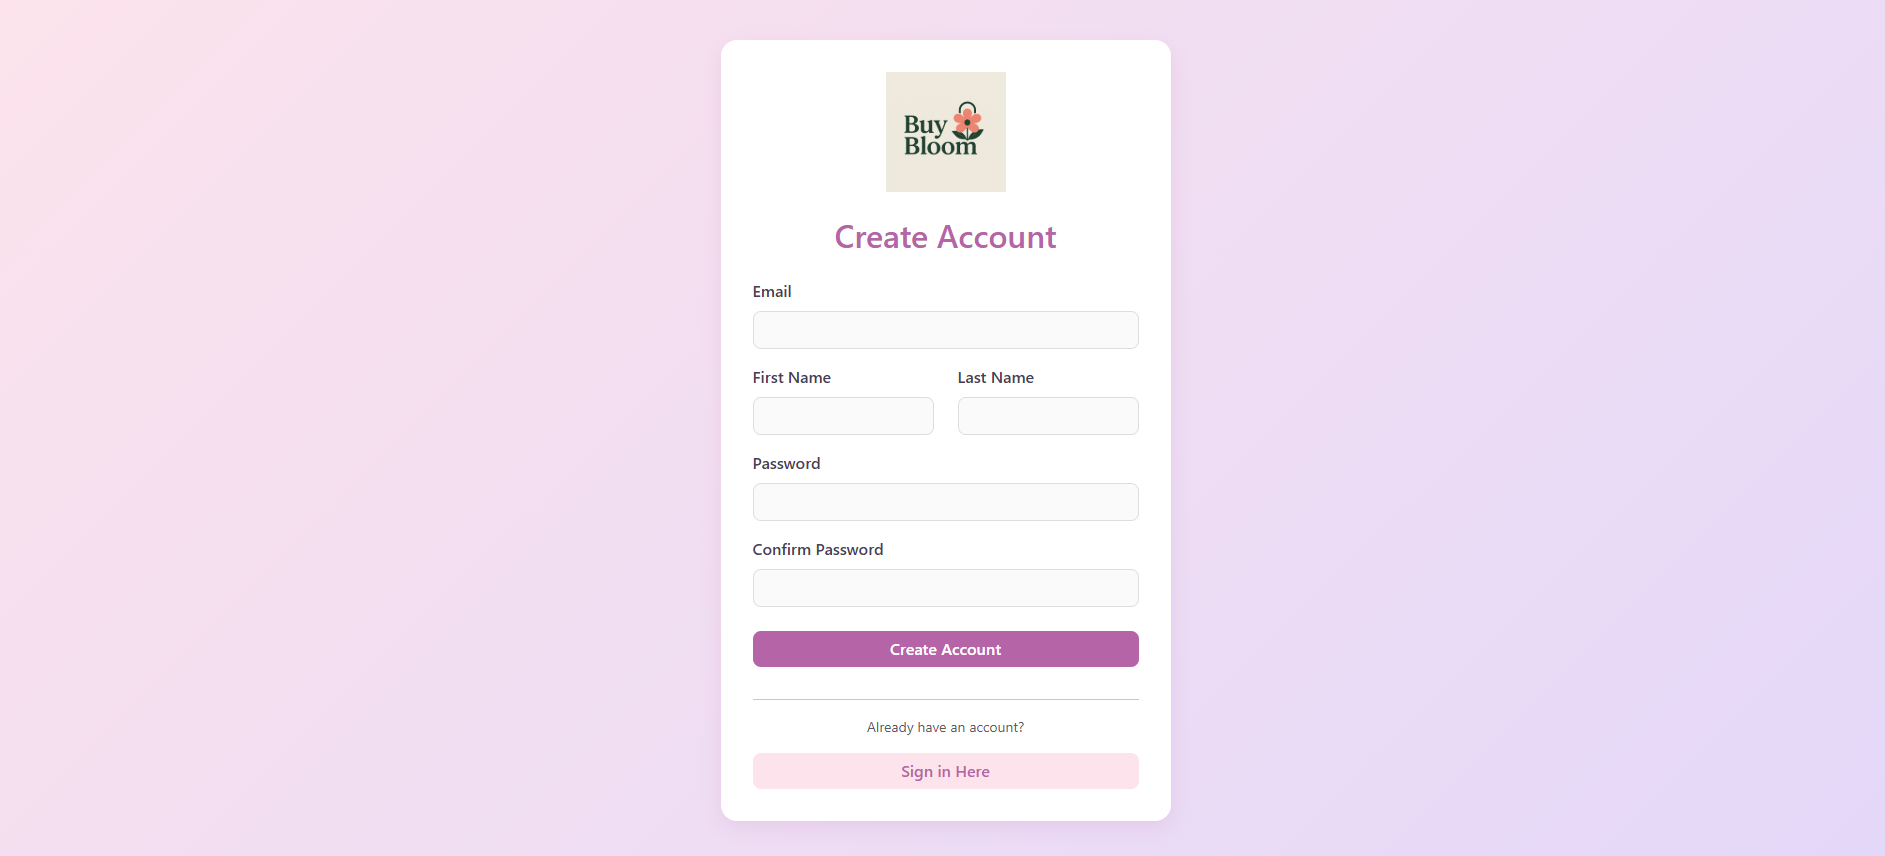 Buy
Bloom
Create Account
Email
First Name Last Name
Password
Confirm Password
Create Account
Already have an account?
Sign in Here